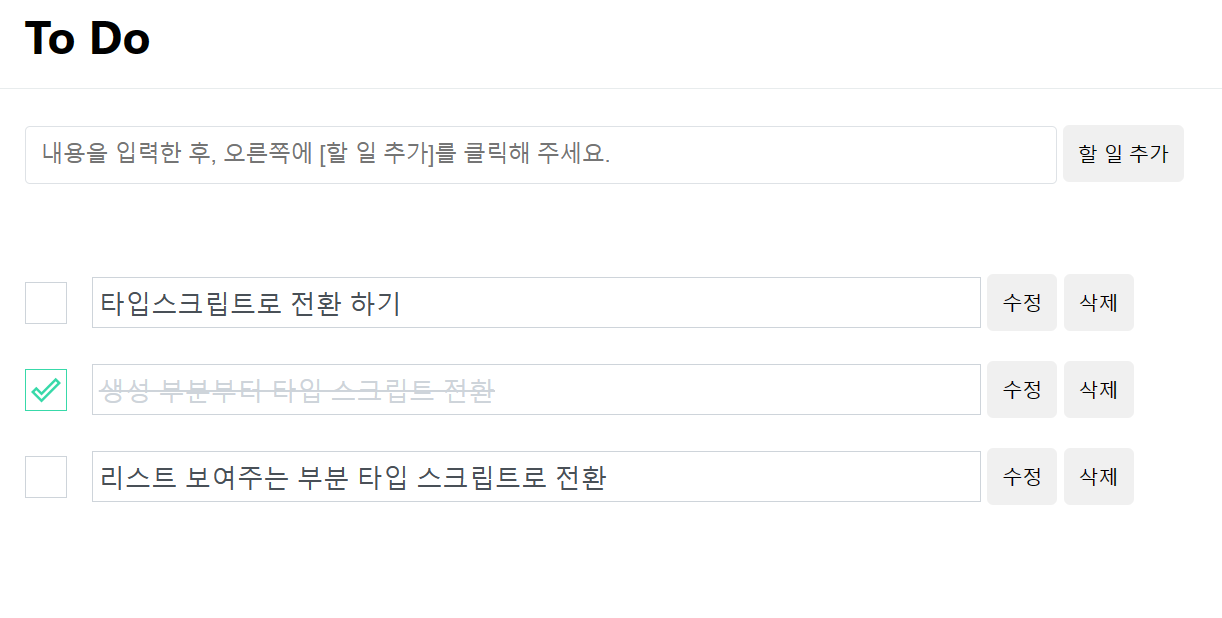 To Do
내용을 입력한 후, 오른쪽에 [할 일 추가]를 클릭해 주세요. 할 일 추가
타입스크립트로 전환 하기 수정 삭제
생성 부분부터 타입 스크립트 전환 수정 삭제
리스트 보여주는 부분 타입 스크립트로 전환 수정 삭제